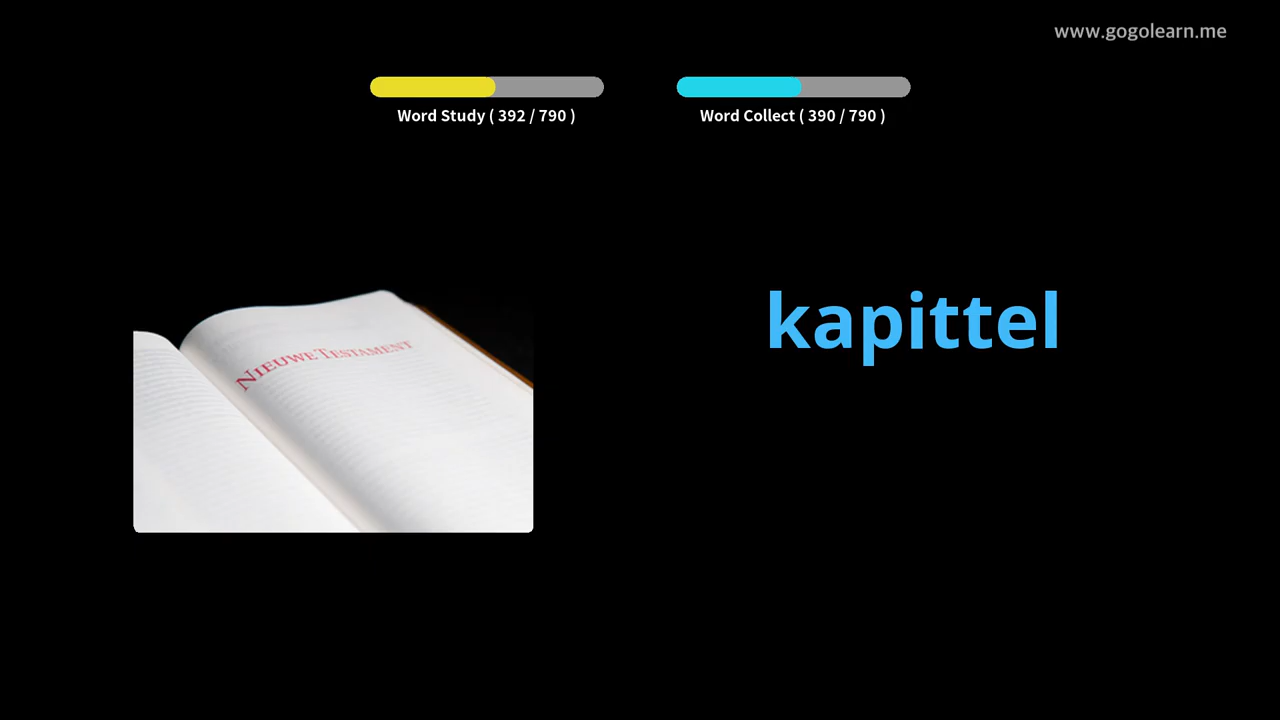 www.gogolearn.me
Word Study ( 392 / 790 )
Word Collect ( 390 / 790 )
kapittel
NIEUWE TESTAMENT